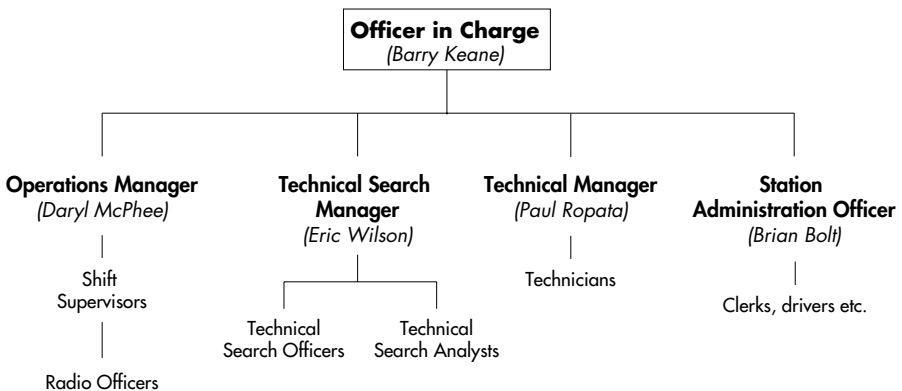 Officer in Charge
(Barry Keane)
Operations Manager
(Daryl McPhee)
Shift
Supervisors
Radio Officers
Technical Search
Manager
(Eric Wilson)
Technical
Search Officers
Technical
Search Analysts
Technical Manager
(Paul Ropata)
Technicians
Station
Administration Officer
(Brian Bolt)
Clerks, drivers etc.